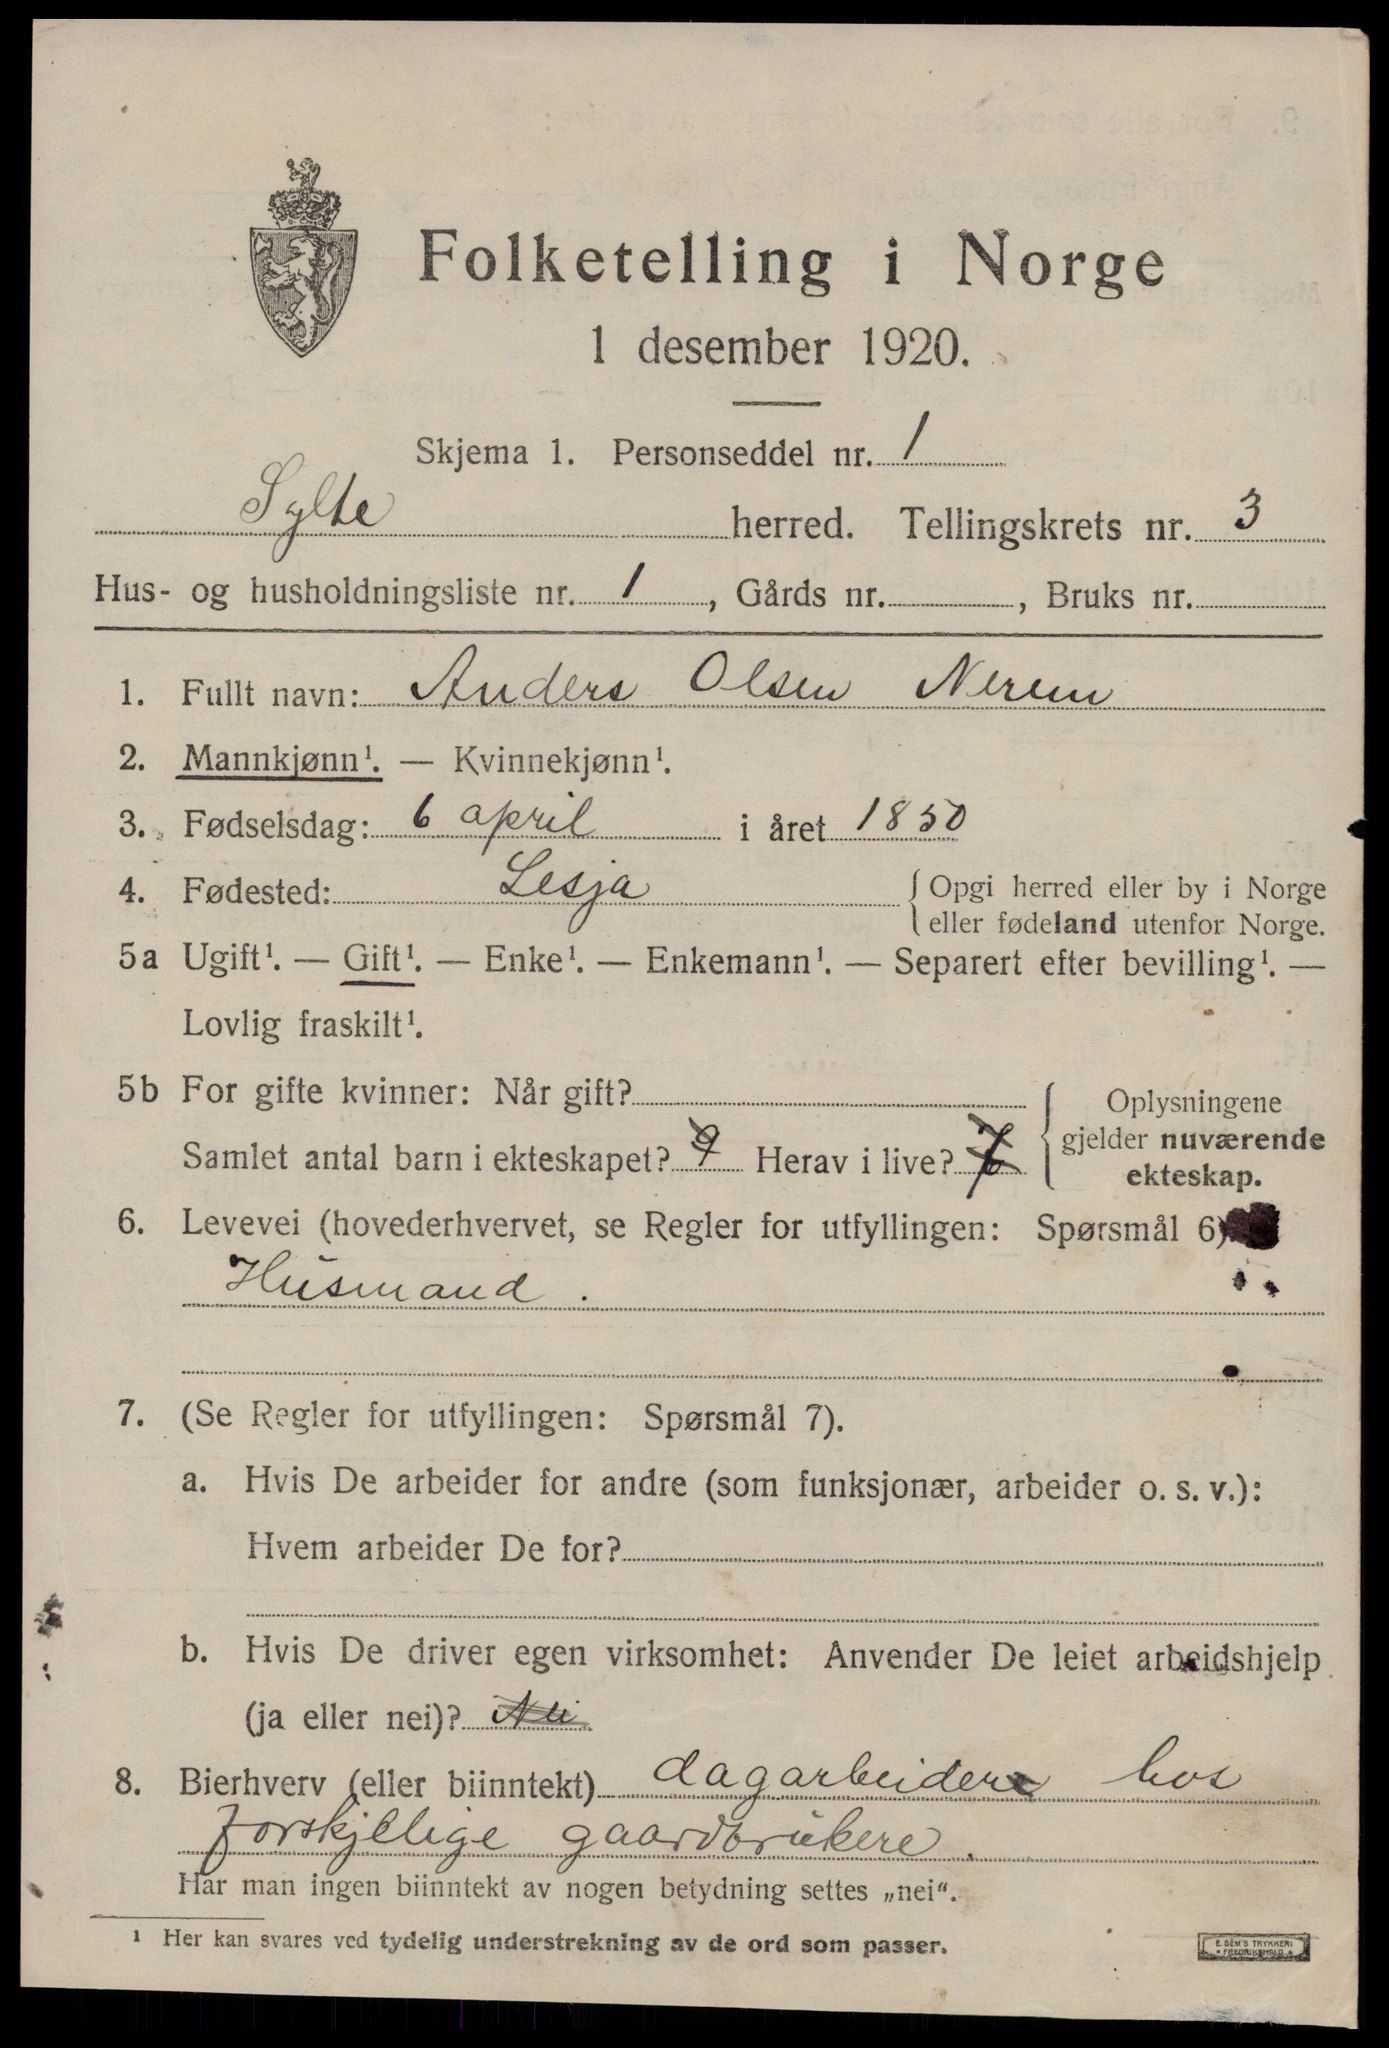 Folketelling i Norge
1 desember 1920.
Skjema 1. Personseddel nr. 1
Sylte herred. Tellingskrets nr. 3
Hus- og husholdningsliste nr. 1, Gårds nr. , Bruks nr.
1. Fullt navn: Anders Olsen Nerem
2. Mannkjønn¹. — Kvinnekjønn¹.
3. Fødselsdag: 6 april i året 1850
4. Fødested: Lesja { Opgi herred eller by i Norge
eller fødeland utenfor Norge.
5a Ugift¹. — Gift¹. — Enke¹. — Enkemann¹. — Separert efter bevilling¹. —
Lovlig fraskilt¹.
5b For gifte kvinner: Når gift?
Samlet antal barn i ekteskapet? 9 Herav i live?
Oplysningene
gjelder nuværende
ekteskap.
6. Levevei (hovederhvervet, se Regler for utfyllingen: Spørsmål 6)
Husmand.
7. (Se Regler for utfyllingen: Spørsmål 7).
a. Hvis De arbeider for andre (som funksjonær, arbeider o. s. v.):
Hvem arbeider De for?
b. Hvis De driver egen virksomhet: Anvender De leiet arbeidshjelp
(ja eller nei)? Nei
8. Bierhverv (eller biinntekt) dagarbeider hos
forskjellige gaardbrukere.
Har man ingen biinntekt av nogen betydning settes „nei“.
¹ Her kan svares ved tydelig understrekning av de ord som passer.
E. SEM'S TRYKKERI
FREDRIKSHALD